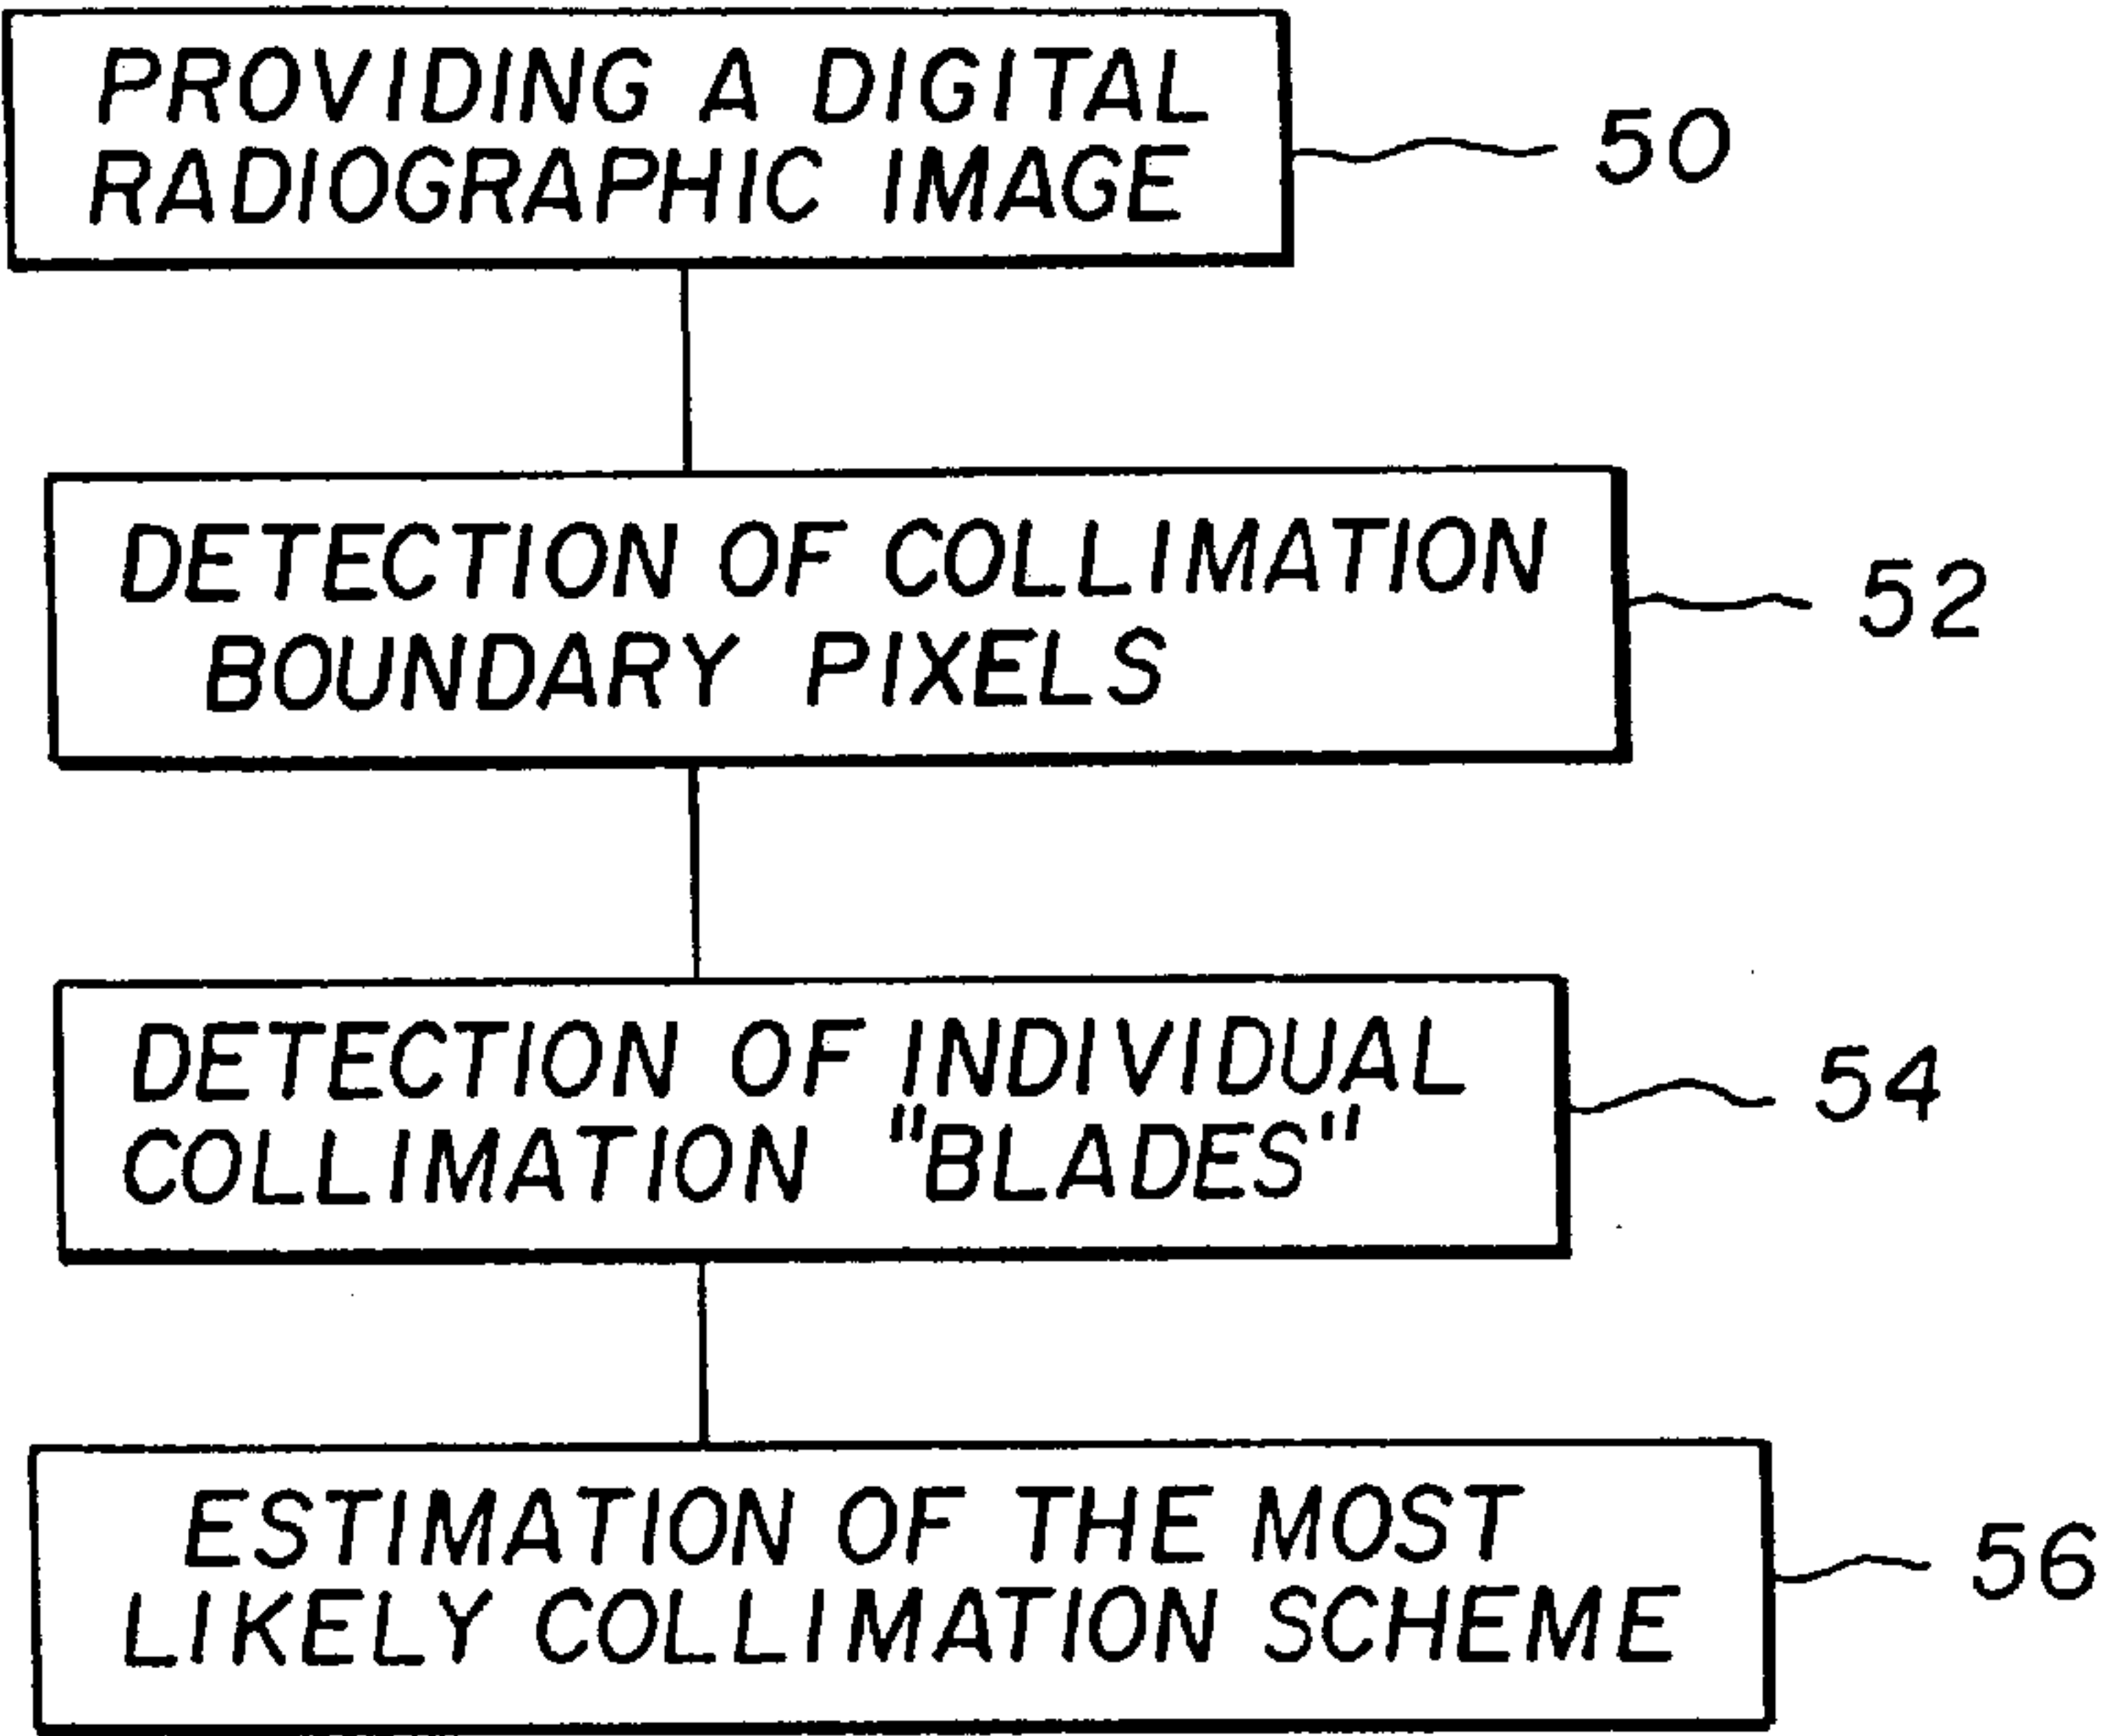 PROVIDING A DIGITAL
RADIOGRAPHIC IMAGE
50
DETECTION OF COLLIMATION
BOUNDARY PIXELS
52
DETECTION OF INDIVIDUAL
COLLIMATION "BLADES"
54
ESTIMATION OF THE MOST
LIKELY COLLIMATION SCHEME
56